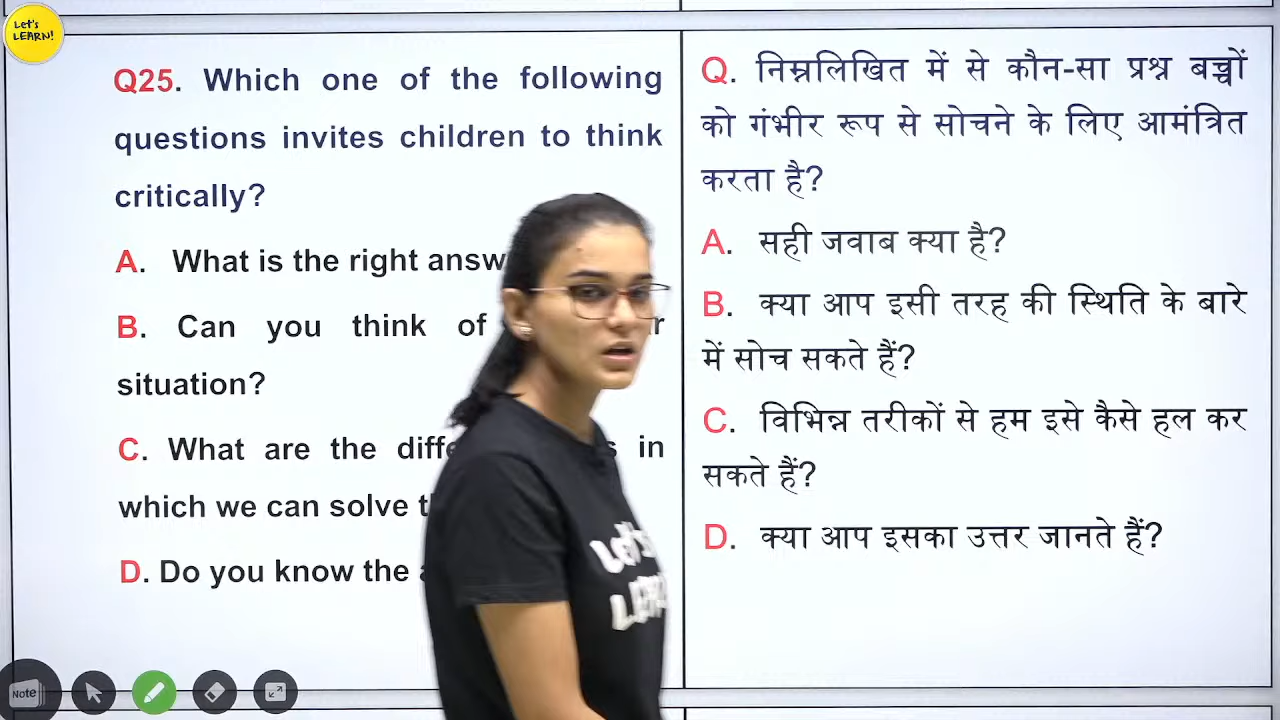 Let's
LEARN!
Q25. Which one of the following
questions invites children to think
critically?
A. What is the right
B. Can you think of
situation?
C. What are the in
which we can solve
D. Do you know the
Q. निम्नलिखित में से कौन-सा प्रश्न बच्चों
को गंभीर रूप से सोचने के लिए आमंत्रित
करता है?
A. सही जवाब क्या है?
B. क्या आप इसी तरह की स्थिति के बारे
में सोच सकते हैं?
C. विभिन्न तरीकों से हम इसे कैसे हल कर
सकते हैं?
D. क्या आप इसका उत्तर जानते हैं?
Let's
Note